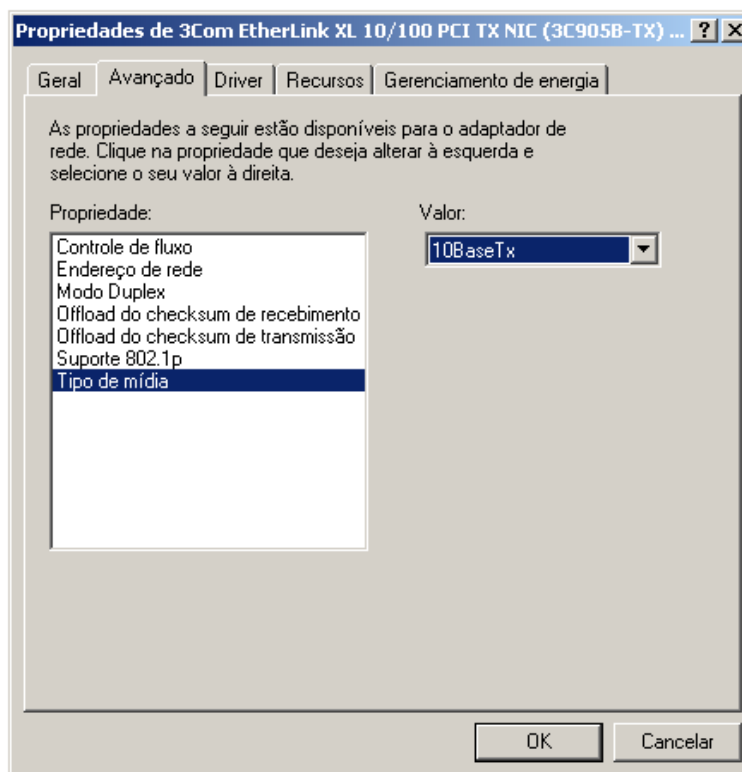 Propriedades de 3Com EtherLink XL 10/100 PCI TX NIC (3C905B-TX) ...
Geral Avançado Driver Recursos Gerenciamento de energia
As propriedades a seguir estão disponíveis para o adaptador de
rede. Clique na propriedade que deseja alterar à esquerda e
selecione o seu valor à direita.
Propriedade:
Valor:
Controle de fluxo
Endereço de rede
Modo Duplex
Offload do checksum de recebimento
Offload do checksum de transmissão
Suporte 802.1p
Tipo de mídia
10BaseTx
OK
Cancelar